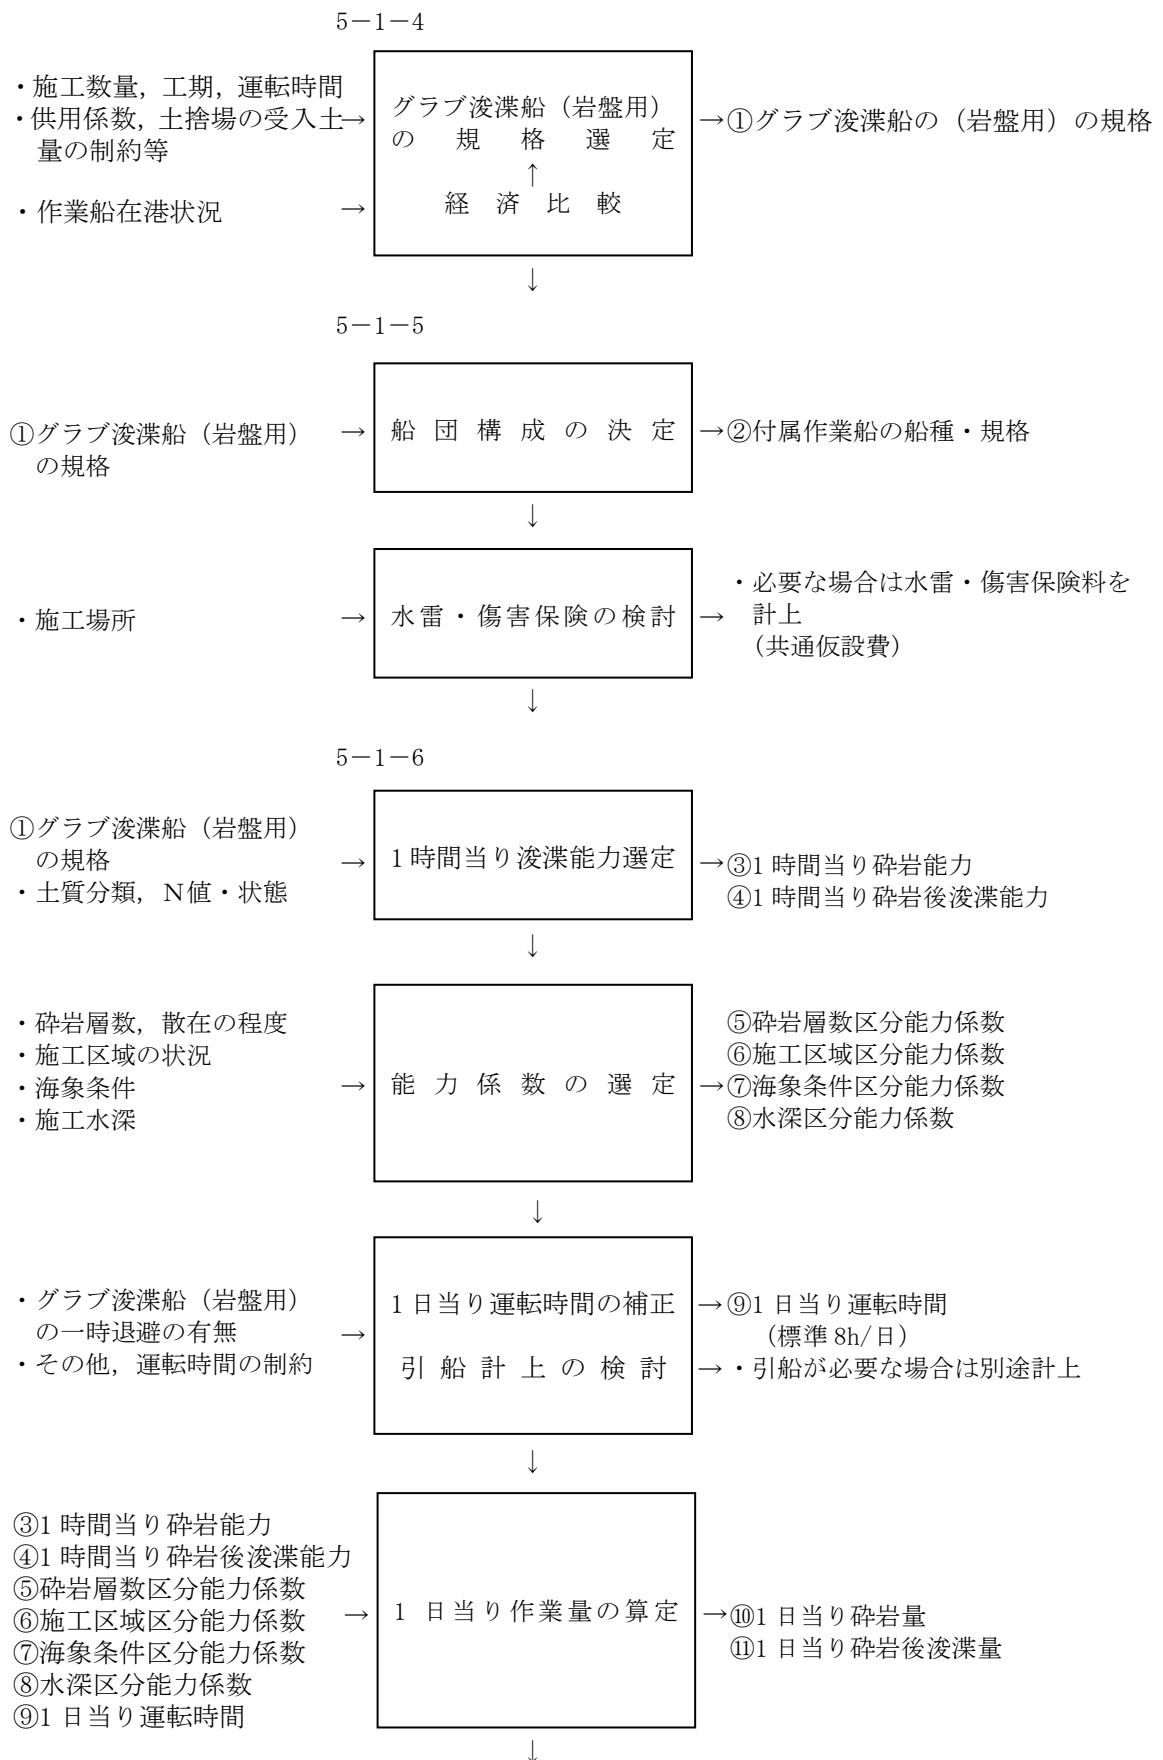 5－1－4
・施工数量，工期，運転時間
・供用係数，土捨場の受入土→
量の制約等
・作業船在港状況 →
グラブ浚渫船（岩盤用）
の規格選定
↑
経済比較
→①グラブ浚渫船の（岩盤用）の規格
↓
5－1－5
①グラブ浚渫船（岩盤用） →
の規格
船団構成の決定
→②付属作業船の船種・規格
↓
・施工場所 →
水雷・傷害保険の検討
→
・必要な場合は水雷・傷害保険料を
計上
（共通仮設費）
↓
5－1－6
①グラブ浚渫船（岩盤用）
の規格 →
・土質分類，Ｎ値・状態
1時間当り浚渫能力選定
→③1時間当り砕岩能力
④1時間当り砕岩後浚渫能力
↓
・砕岩層数，散在の程度
・施工区域の状況
・海象条件 →
・施工水深
能力係数の選定
⑤砕岩層数区分能力係数
⑥施工区域区分能力係数
→⑦海象条件区分能力係数
⑧水深区分能力係数
↓
・グラブ浚渫船（岩盤用）
の一時退避の有無 →
・その他，運転時間の制約
1日当り運転時間の補正
引船計上の検討
→⑨1日当り運転時間
（標準8h/日）
→・引船が必要な場合は別途計上
↓
③1時間当り砕岩能力
④1時間当り砕岩後浚渫能力
⑤砕岩層数区分能力係数
⑥施工区域区分能力係数 →
⑦海象条件区分能力係数
⑧水深区分能力係数
⑨1日当り運転時間
1日当り作業量の算定
→⑩1日当り砕岩量
⑪1日当り砕岩後浚渫量
↓